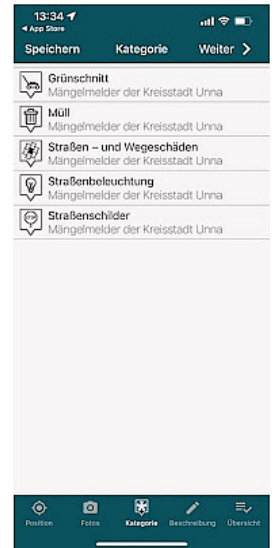 13:34
◀ App Store
Speichern Kategorie Weiter >
Grünschnitt
Mängelmelder der Kreisstadt Unna
Müll
Mängelmelder der Kreisstadt Unna
Straßen – und Wegeschäden
Mängelmelder der Kreisstadt Unna
Straßenbeleuchtung
Mängelmelder der Kreisstadt Unna
Straßenschilder
Mängelmelder der Kreisstadt Unna
Position Fotos Kategorie Beschreibung Übersicht